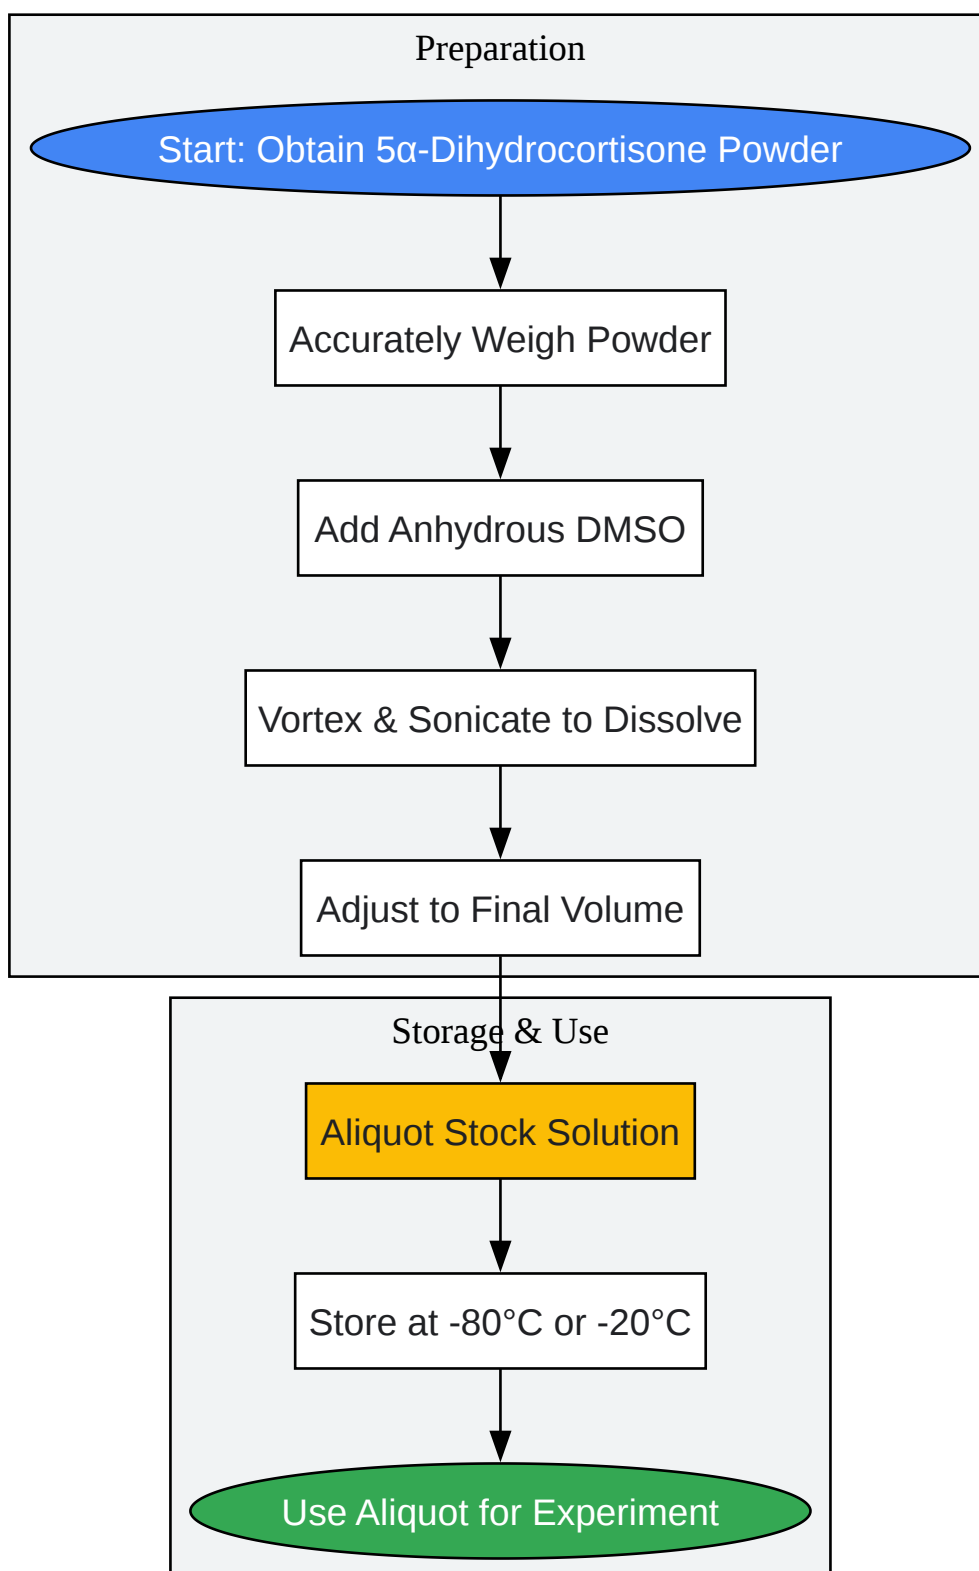 Preparation
Start: Obtain 5α-Dihydrocortisone Powder
Accurately Weigh Powder
Add Anhydrous DMSO
Vortex & Sonicate to Dissolve
Adjust to Final Volume
Storage & Use
Aliquot Stock Solution
Store at -80°C or -20°C
Use Aliquot for Experiment